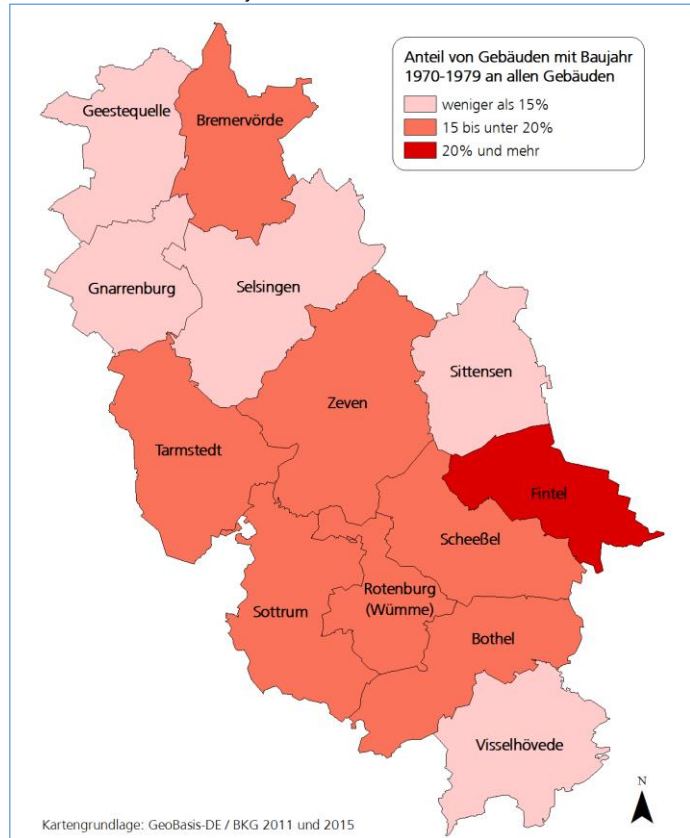 Anteil von Gebäuden mit Baujahr
1970-1979 an allen Gebäuden
weniger als 15%
15 bis unter 20%
20% und mehr
Geestequelle
Bremervörde
Gnarrenburg
Selsingen
Sittensen
Zeven
Tarmstedt
Fintel
Scheeßel
Rotenburg
(Wümme)
Sottrum
Bothel
Visselhövede
N
Kartengrundlage: GeoBasis-DE / BKG 2011 und 2015